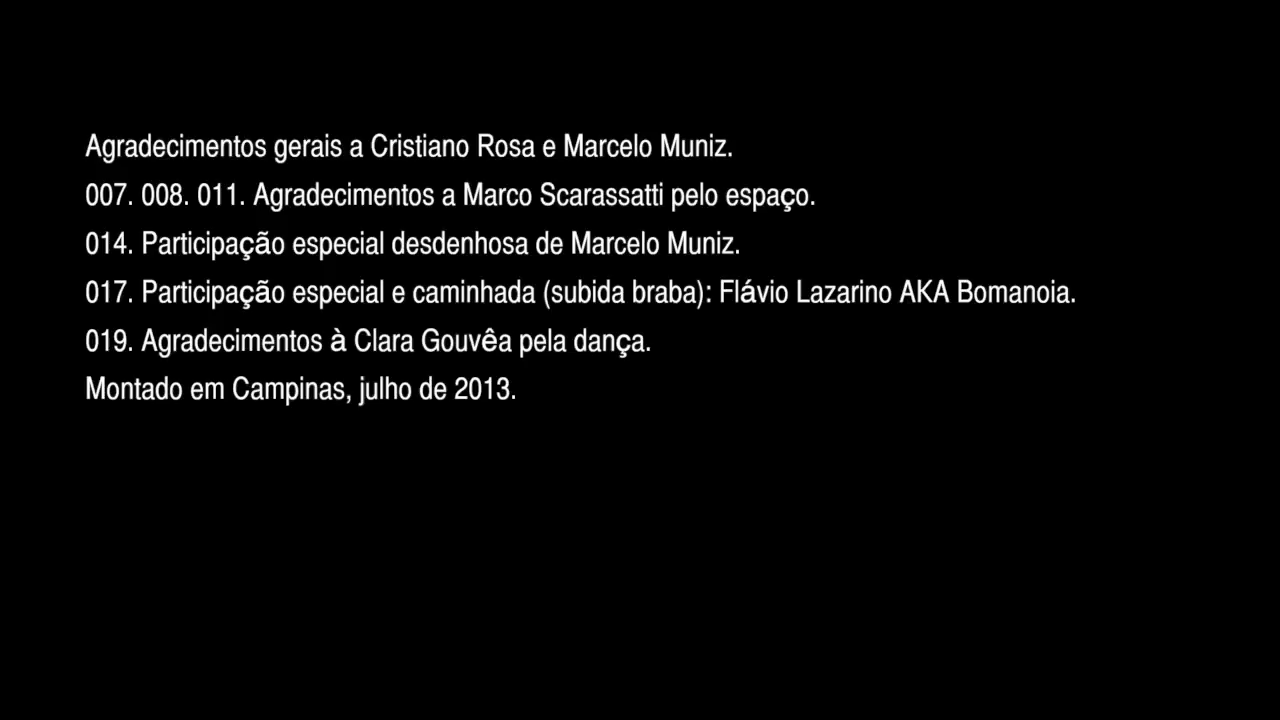 Agradecimentos gerais a Cristiano Rosa e Marcelo Muniz.
007. 008. 011. Agradecimentos a Marco Scarassatti pelo espaço.
014. Participação especial desdenhosa de Marcelo Muniz.
017. Participação especial e caminhada (subida braba): Flávio Lazarino AKA Bomanoia.
019. Agradecimentos à Clara Gouvêa pela dança.
Montado em Campinas, julho de 2013.